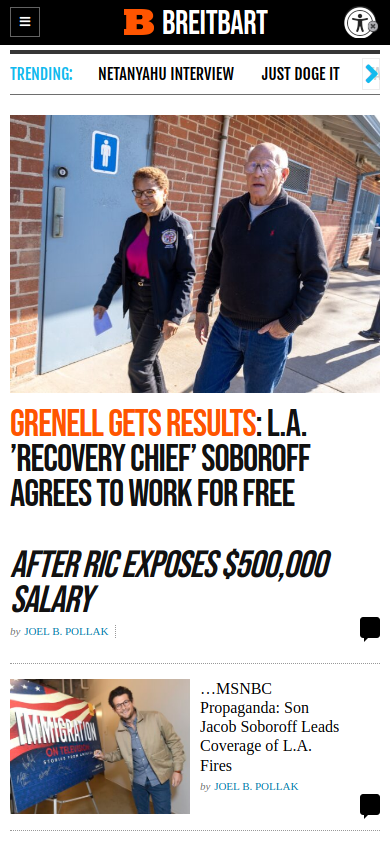 B BREITBART
TRENDING: NETANYAHU INTERVIEW JUST DOGE IT
GRENELL GETS RESULTS: L.A.
’RECOVERY CHIEF’ SOBOROFF
AGREES TO WORK FOR FREE
AFTER RIC EXPOSES $500,000
SALARY
by JOEL B. POLLAK
IMMIGRATION
ON TELEVISION
…MSNBC
Propaganda: Son
Jacob Soboroff Leads
Coverage of L.A.
Fires
by JOEL B. POLLAK